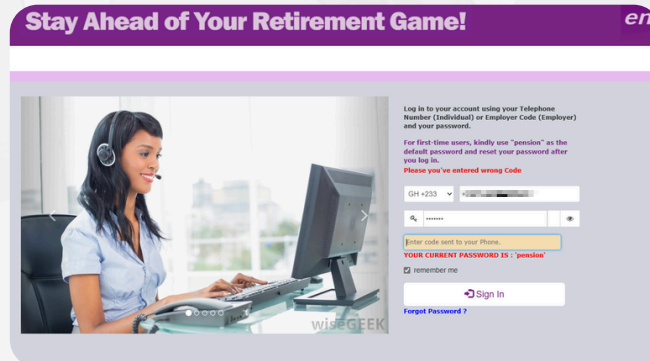 Stay Ahead of Your Retirement Game!
en
Log in to your account using your Telephone
Number (Individual) or Employer Code (Employer)
and your password.
For first-time users, kindly use "pension" as the
default password and reset your password after
you log in.
Please you've entered wrong Code
GH +233
Enter code sent to your Phone.
YOUR CURRENT PASSWORD IS : 'pension'
remember me
Sign In
Forgot Password ?
wiseGEEK